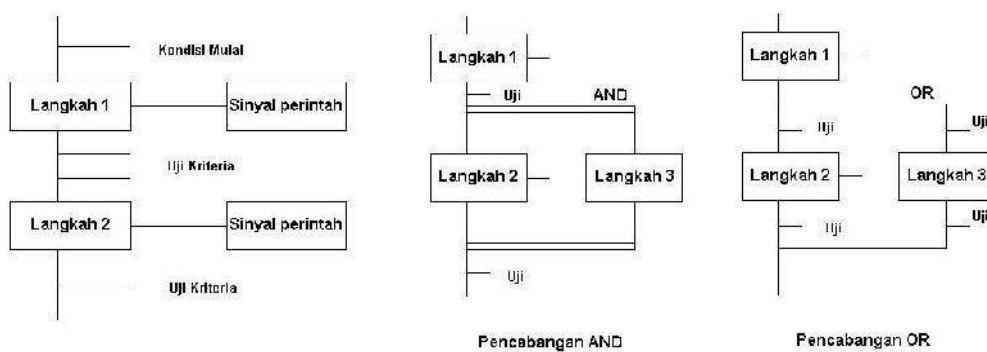 Kondisi Mulai
Langkah 1
Sinyal perintah
Uji Kriteria
Langkah 2
Sinyal perintah
Uji Kriteria
Langkah 1
Uji
AND
Langkah 2
Langkah 3
Uji
Pencabangan AND
Langkah 1
OR
Uji
Uji
Langkah 2
Langkah 3
Uji
Uji
Pencabangan OR